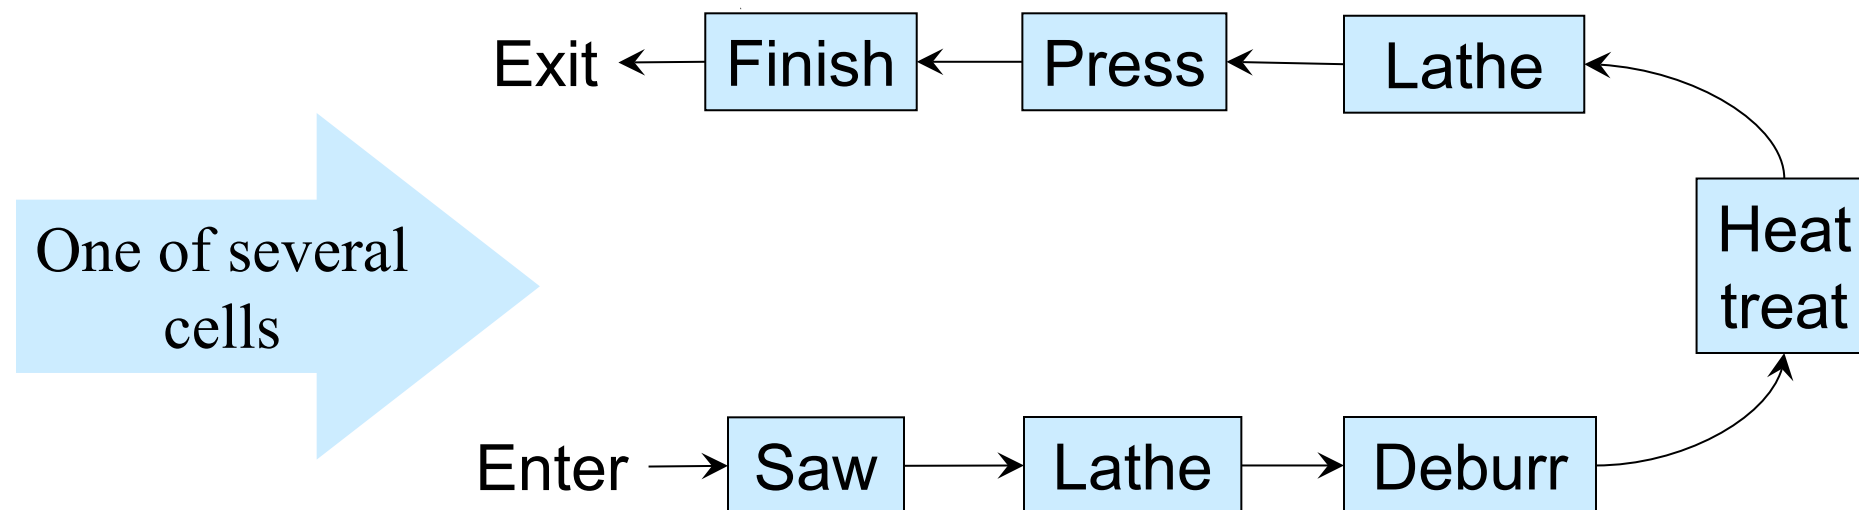 Exit
Finish
Press
Lathe
One of several
cells
Heat
treat
Enter
Saw
Lathe
Deburr